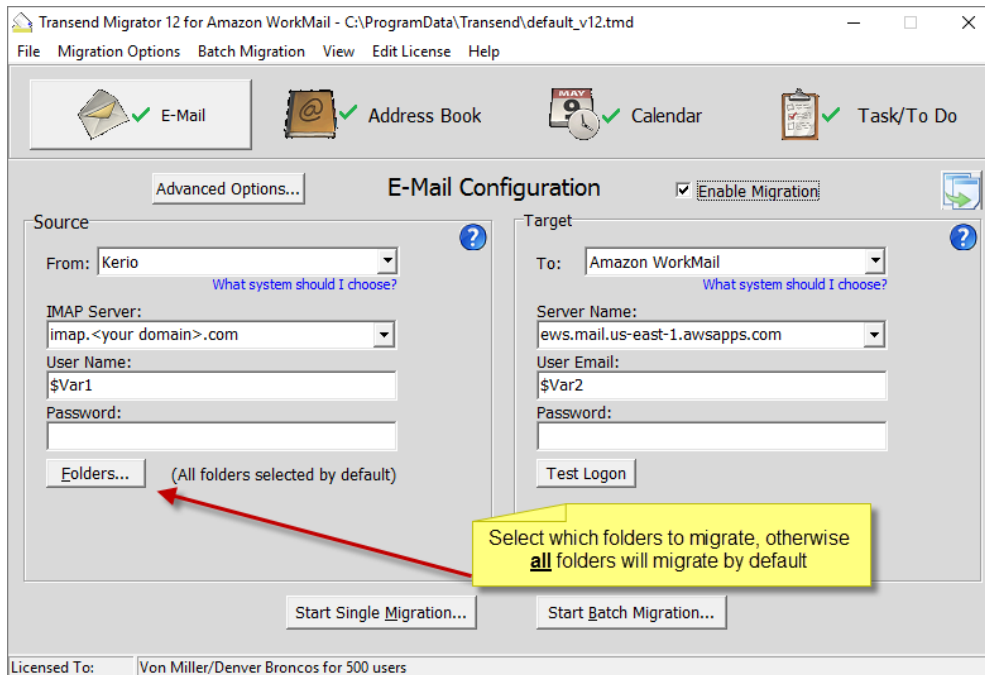 Transend Migrator 12 for Amazon WorkMail - C:\ProgramData\Transend\default_v12.tmd
File Migration Options Batch Migration View Edit License Help
E-Mail
MAY
9
@
Address Book
Calendar
Task/To Do
Advanced Options...
E-Mail Configuration
Enable Migration
Source
?
From: Kerio
What system should I choose?
IMAP Server:
imap.<your domain>.com
User Name:
$Var1
Password:
Folders...
(All folders selected by default)
Target
?
To: Amazon WorkMail
What system should I choose?
Server Name:
ews.mail.us-east-1.awsapps.com
User Email:
$Var2
Password:
Test Logon
Select which folders to migrate, otherwise
all folders will migrate by default
Start Single Migration...
Start Batch Migration...
Licensed To: Von Miller/Denver Broncos for 500 users